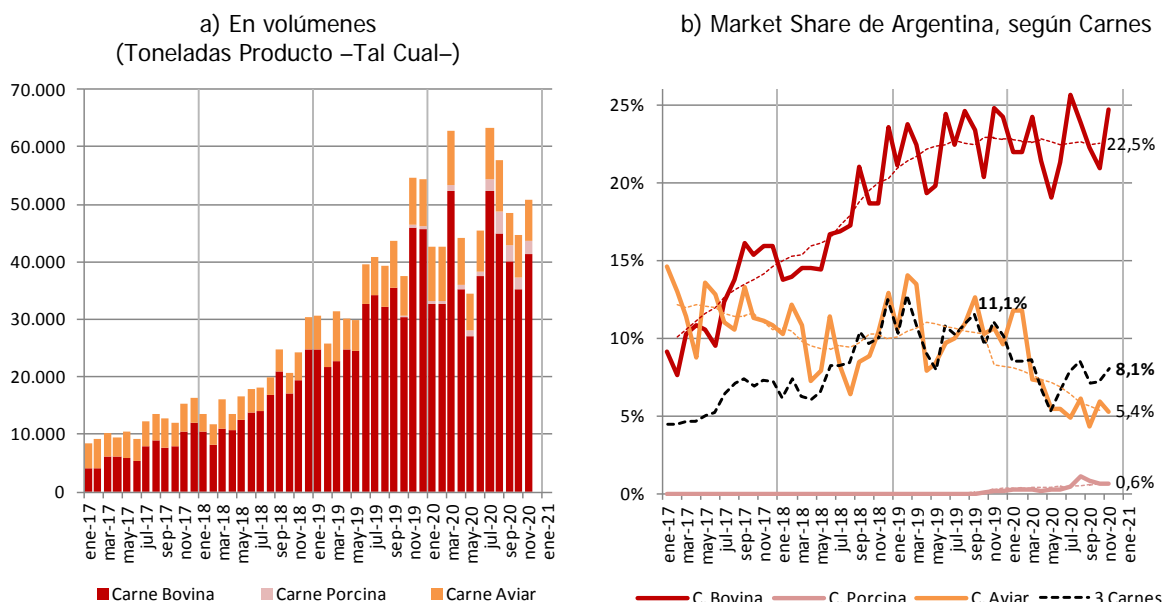 a) En volúmenes
(Toneladas Producto –Tal Cual–)
70.000
60.000
50.000
40.000
30.000
20.000
10.000
0
ene-17
mar-17
may-17
jul-17
sep-17
nov-17
ene-18
mar-18
may-18
jul-18
sep-18
nov-18
ene-19
mar-19
may-19
jul-19
sep-19
nov-19
ene-20
mar-20
may-20
jul-20
sep-20
nov-20
ene-21
Carne Bovina
Carne Porcina
Carne Aviar
b) Market Share de Argentina, según Carnes
25%
20%
15%
10%
5%
0%
22,5%
11,1%
8,1%
5,4%
0,6%
ene-17
mar-17
may-17
jul-17
sep-17
nov-17
ene-18
mar-18
may-18
jul-18
sep-18
nov-18
ene-19
mar-19
may-19
jul-19
sep-19
nov-19
ene-20
mar-20
may-20
jul-20
sep-20
nov-20
ene-21
C. Bovina
C. Porcina
C. Aviar
3 Carnes